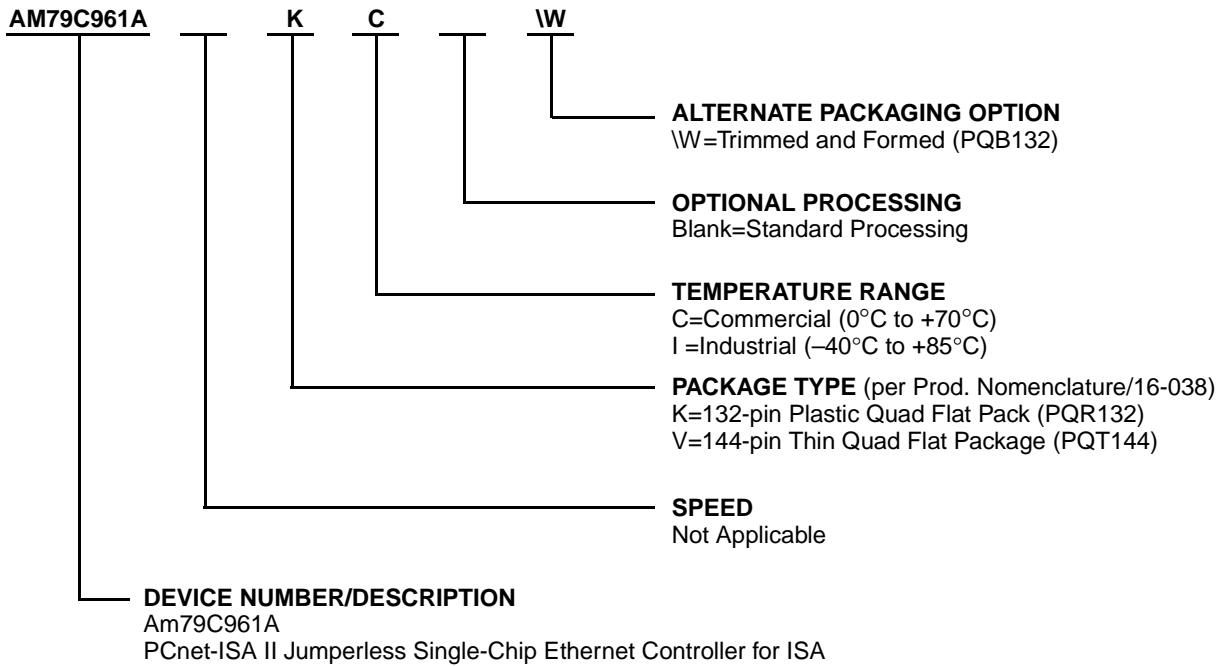 AM79C961A K C \W
ALTERNATE PACKAGING OPTION
\W=Trimmed and Formed (PQB132)
OPTIONAL PROCESSING
Blank=Standard Processing
TEMPERATURE RANGE
C=Commercial (0°C to +70°C)
I =Industrial (–40°C to +85°C)
PACKAGE TYPE (per Prod. Nomenclature/16-038)
K=132-pin Plastic Quad Flat Pack (PQR132)
V=144-pin Thin Quad Flat Package (PQT144)
SPEED
Not Applicable
DEVICE NUMBER/DESCRIPTION
Am79C961A
PCnet-ISA II Jumperless Single-Chip Ethernet Controller for ISA